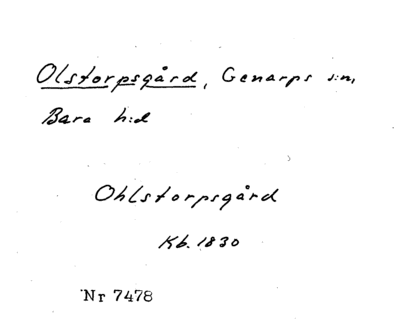 Olstorpsgård, Genarps s:n,
Bara h:d
Ohlstorpsgård
Kb. 1830
Nr 7478